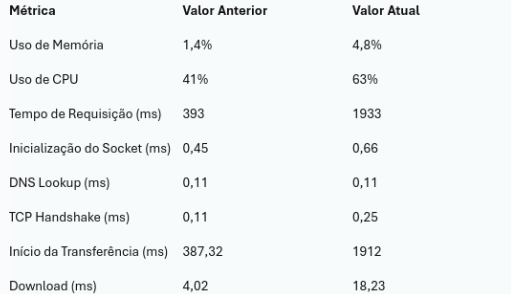 Métrica Valor Anterior Valor Atual
Uso de Memória 1,4% 4,8%
Uso de CPU 41% 63%
Tempo de Requisição (ms) 393 1933
Inicialização do Socket (ms) 0,45 0,66
DNS Lookup (ms) 0,11 0,11
TCP Handshake (ms) 0,11 0,25
Início da Transferência (ms) 387,32 1912
Download (ms) 4,02 18,23